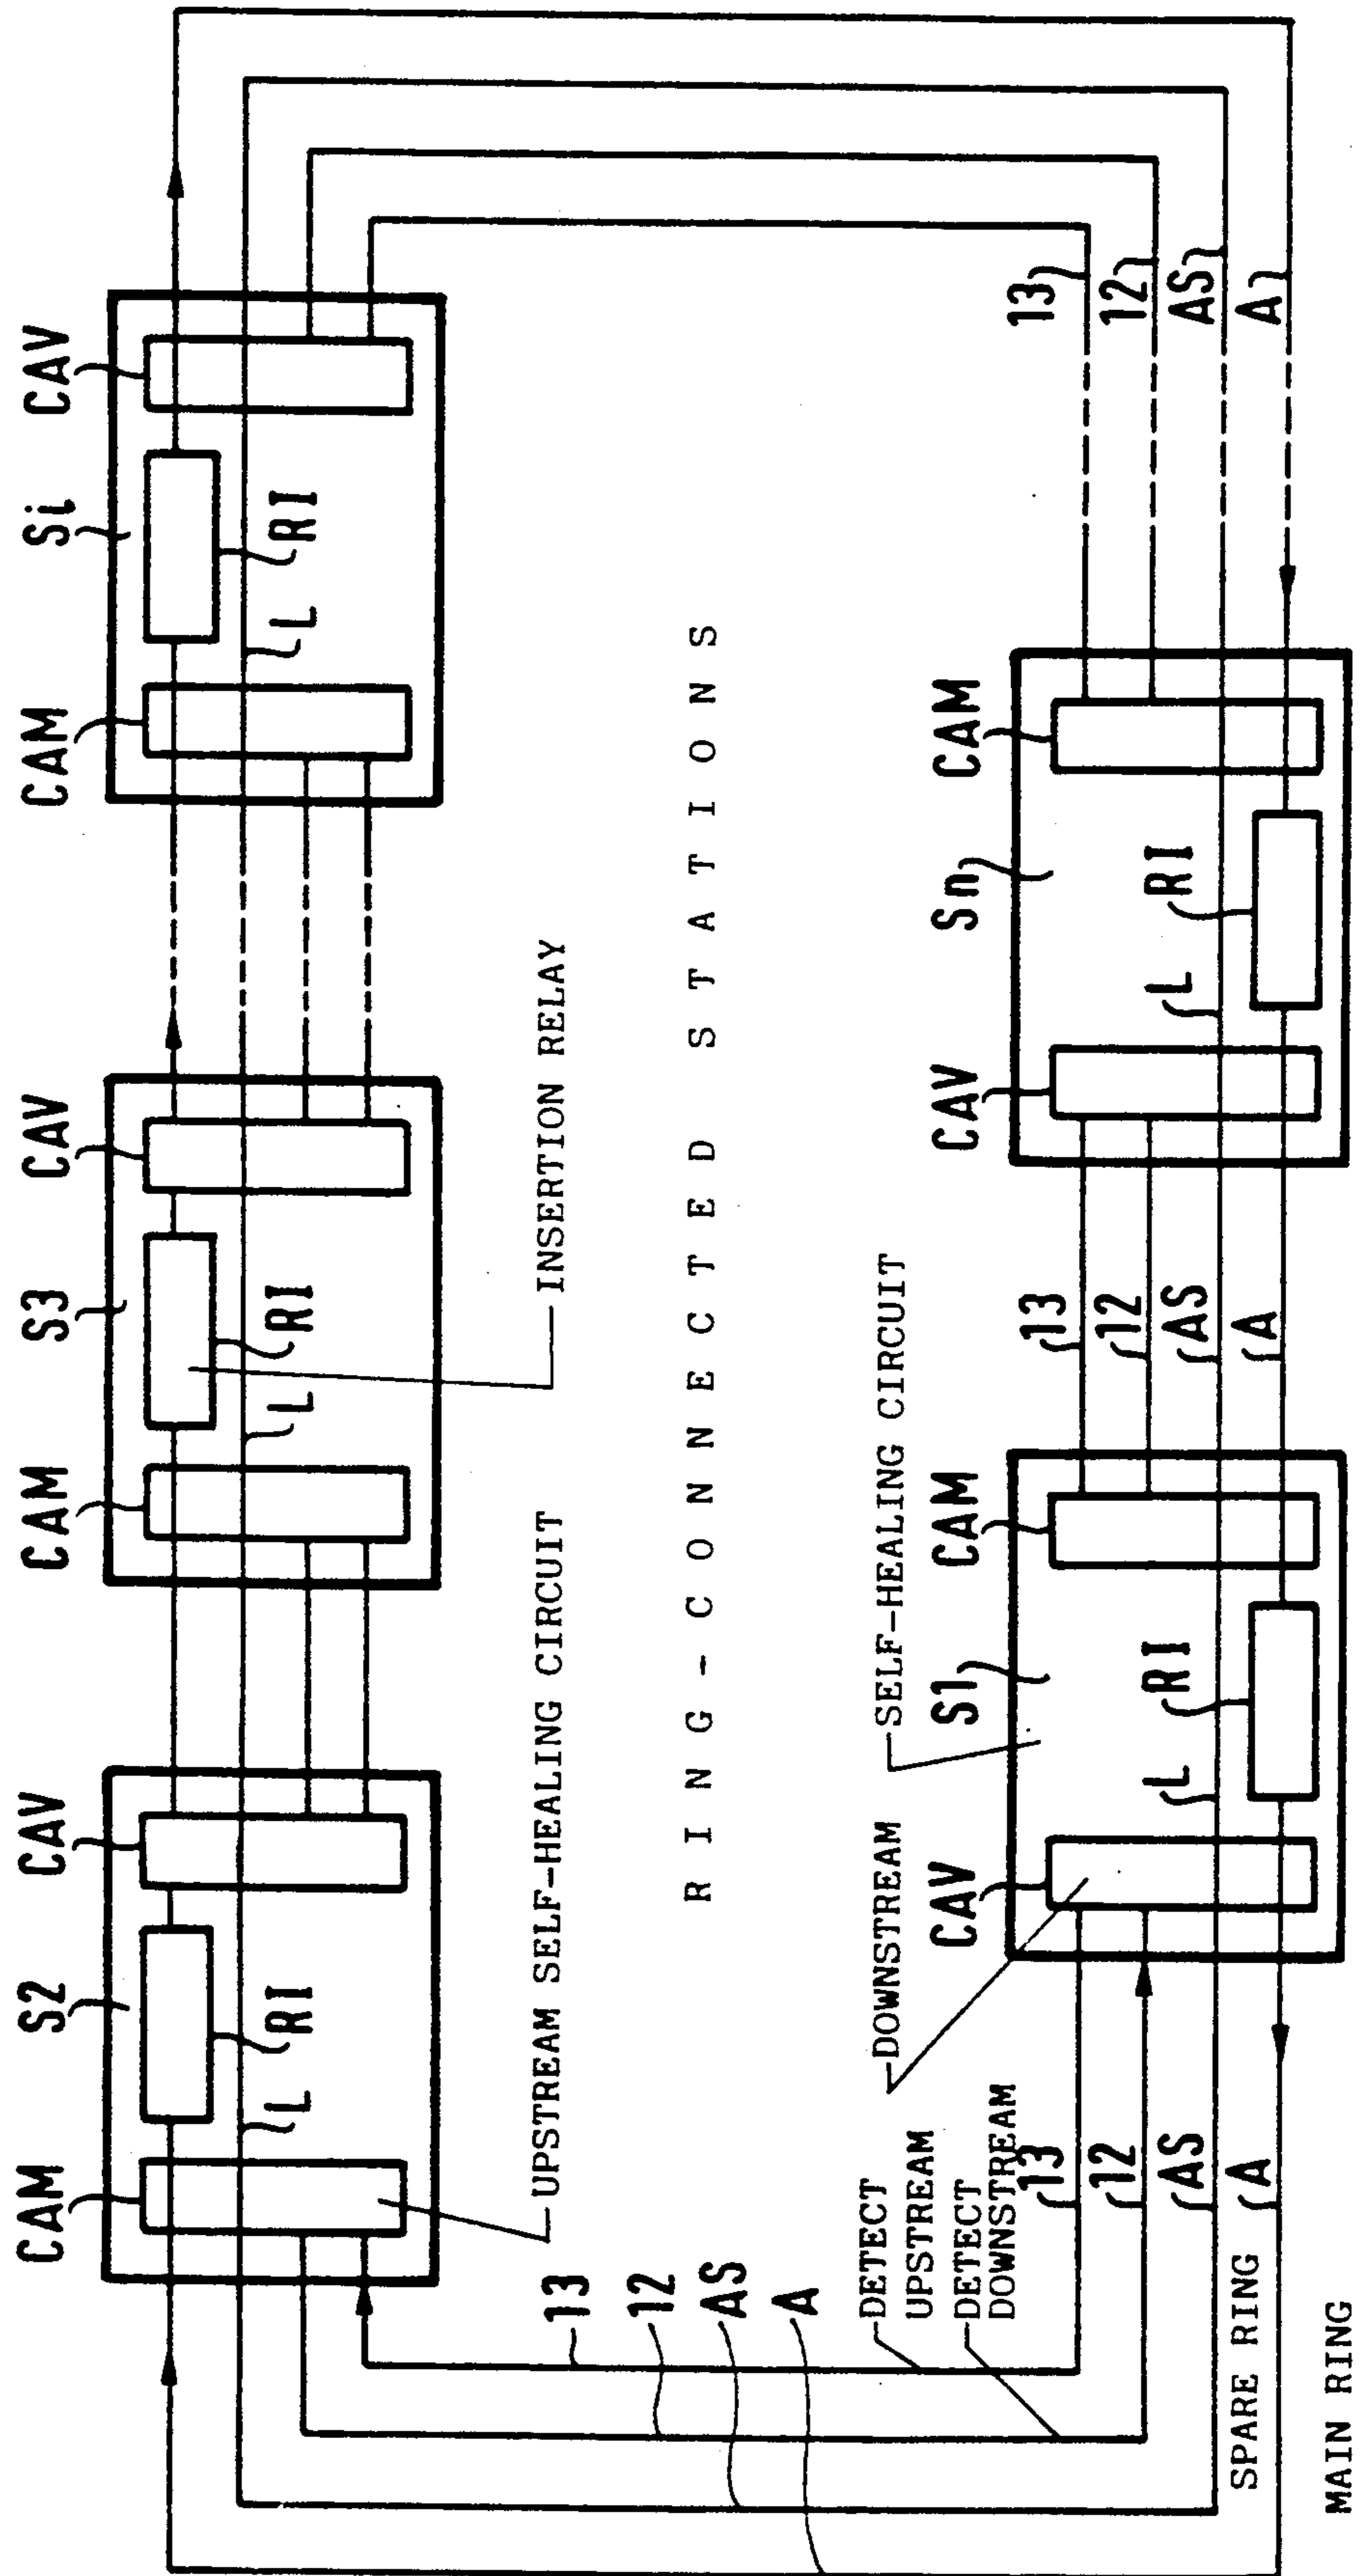 CAM S2 CAV CAM S3 CAV CAM Si CAV
L RI L RI L RI
UPSTREAM SELF-HEALING CIRCUIT
INSERTION RELAY
13
12
AS
A
RING-CONNECTED STATIONS
DETECT
UPSTREAM
DETECT
DOWNSTREAM
DOWNSTREAM
SELF-HEALING CIRCUIT
CAV S1 CAM CAV Sn CAM
13 13 13
12 12 12
L RI L RI
AS AS AS
A A A
SPARE RING
MAIN RING